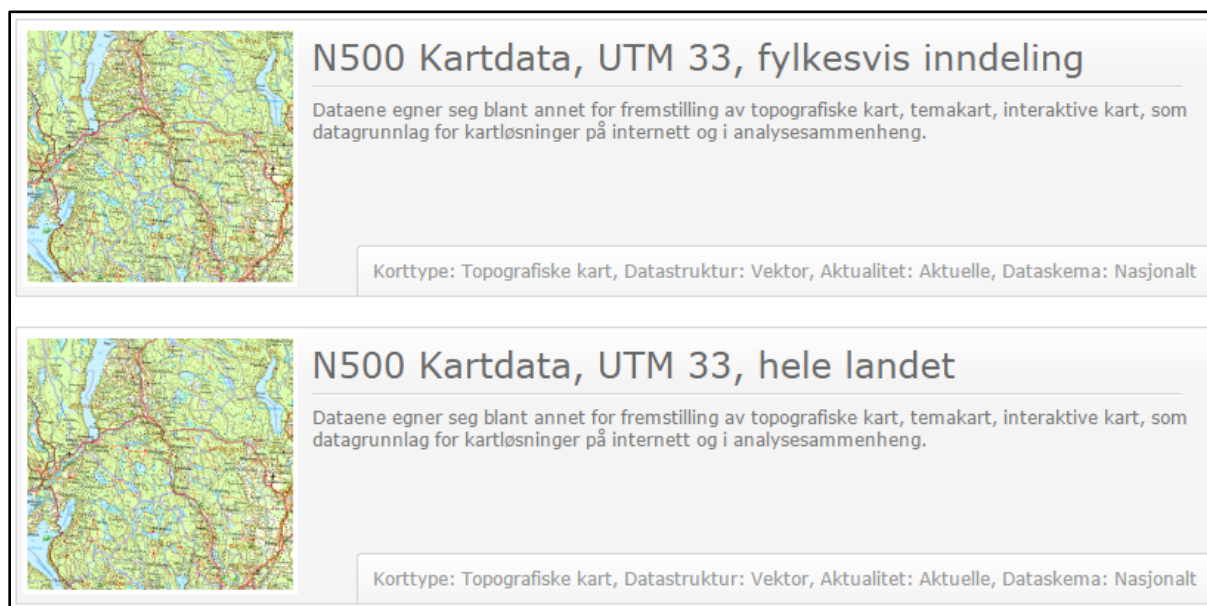 N500 Kartdata, UTM 33, fylkesvis inndeling
Dataene egner seg blant annet for fremstilling av topografiske kart, temakart, interaktive kart, som
datagrunnlag for kartløsninger på internett og i analysesammenheng.
Korttype: Topografiske kart, Datastruktur: Vektor, Aktualitet: Aktuelle, Dataskema: Nasjonalt
N500 Kartdata, UTM 33, hele landet
Dataene egner seg blant annet for fremstilling av topografiske kart, temakart, interaktive kart, som
datagrunnlag for kartløsninger på internett og i analysesammenheng.
Korttype: Topografiske kart, Datastruktur: Vektor, Aktualitet: Aktuelle, Dataskema: Nasjonalt